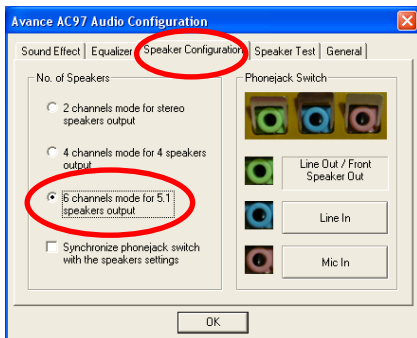 Avance AC97 Audio Configuration
Sound Effect
Equalizer
Speaker Configuration
Speaker Test
General
No. of Speakers
2 channels mode for stereo
speakers output
4 channels mode for 4 speakers
output
6 channels mode for 5.1
speakers output
Synchronize phonejack switch
with the speakers settings
Phonejack Switch
Line Out / Front
Speaker Out
Line In
Mic In
OK